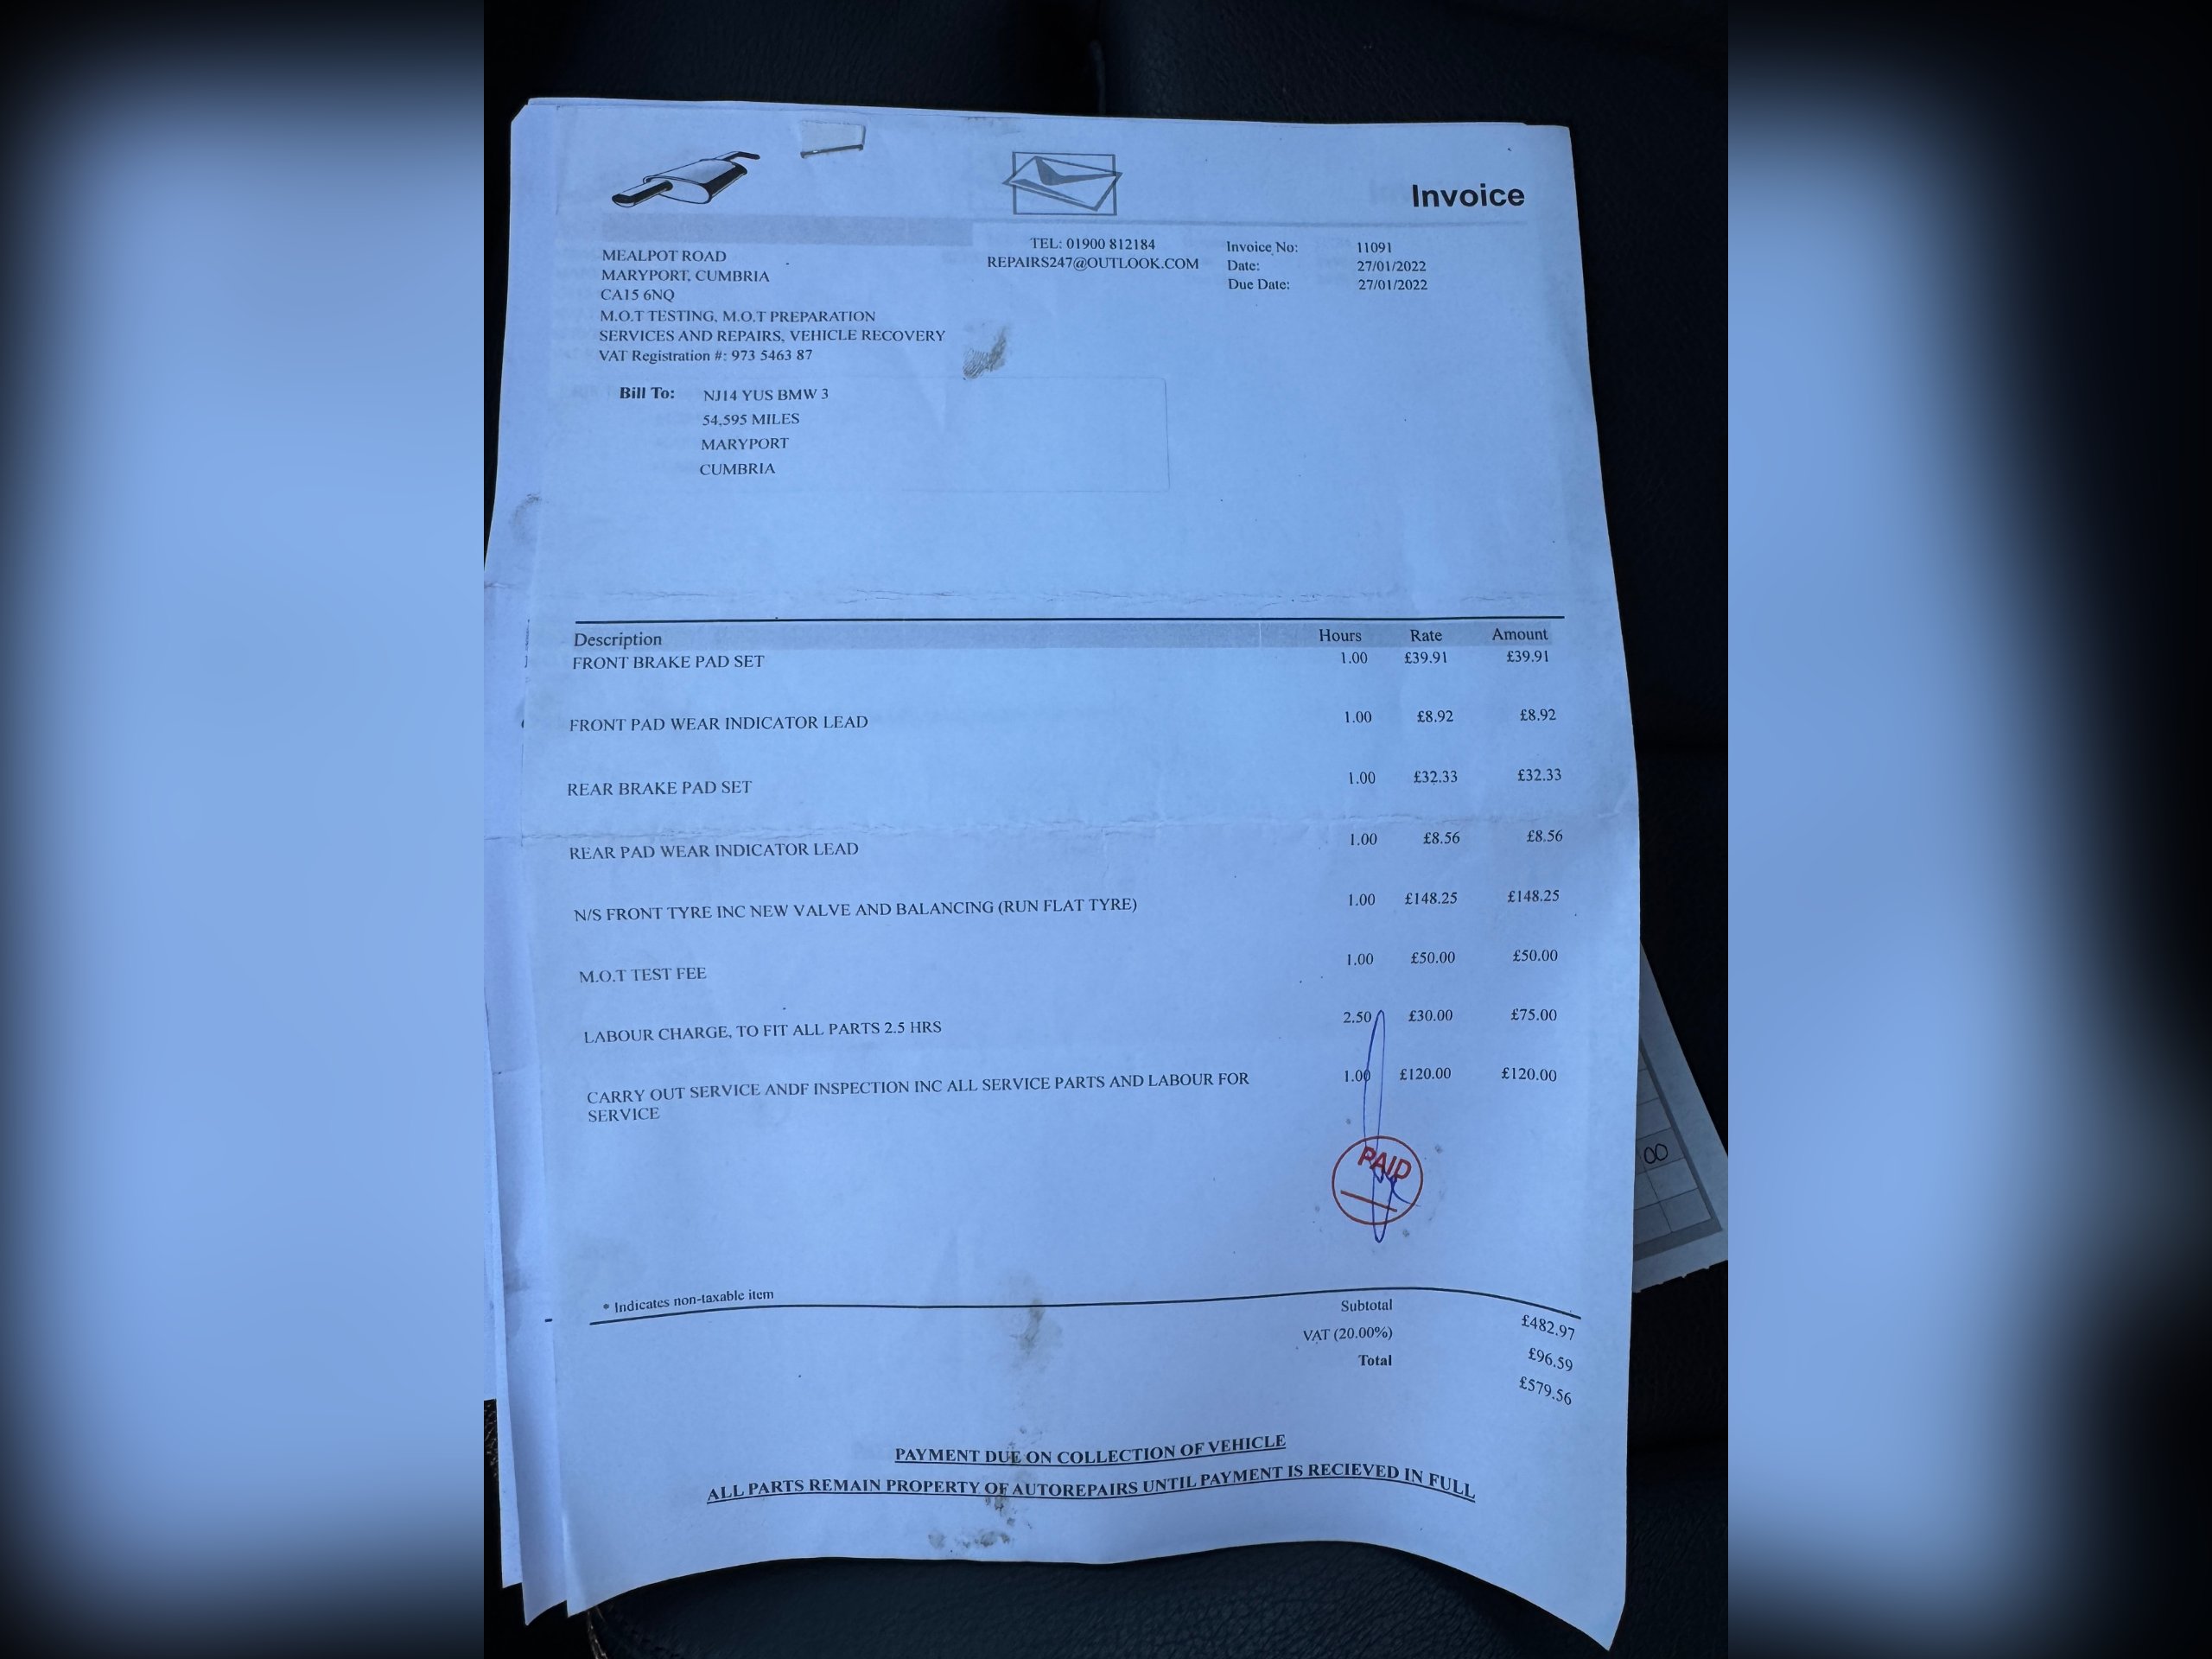 Invoice
MEALPOT ROAD
MARYPORT, CUMBRIA
CA15 6NQ
M.O.T TESTING, M.O.T PREPARATION
SERVICES AND REPAIRS, VEHICLE RECOVERY
VAT Registration #: 973 5463 87
TEL: 01900 812184
REPAIRS247@OUTLOOK.COM
Invoice No: 11091
Date: 27/01/2022
Due Date: 27/01/2022
Bill To: NJ14 YUS BMW 3
54,595 MILES
MARYPORT
CUMBRIA
Description Hours Rate Amount
FRONT BRAKE PAD SET 1.00 £39.91 £39.91
FRONT PAD WEAR INDICATOR LEAD 1.00 £8.92 £8.92
REAR BRAKE PAD SET 1.00 £32.33 £32.33
REAR PAD WEAR INDICATOR LEAD 1.00 £8.56 £8.56
N/S FRONT TYRE INC NEW VALVE AND BALANCING (RUN FLAT TYRE) 1.00 £148.25 £148.25
M.O.T TEST FEE 1.00 £50.00 £50.00
LABOUR CHARGE, TO FIT ALL PARTS 2.5 HRS 2.50 £30.00 £75.00
CARRY OUT SERVICE ANDF INSPECTION INC ALL SERVICE PARTS AND LABOUR FOR 1.00 £120.00 £120.00
SERVICE
PAID
00
* Indicates non-taxable item
Subtotal £482.97
VAT (20.00%) £96.59
Total £579.56
PAYMENT DUE ON COLLECTION OF VEHICLE
ALL PARTS REMAIN PROPERTY OF AUTOREPAIRS UNTIL PAYMENT IS RECIEVED IN FULL